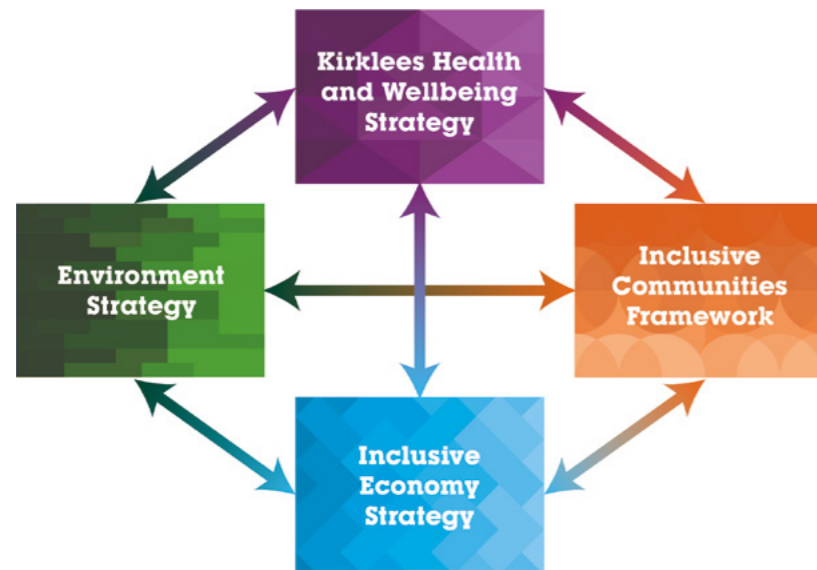 Kirklees Health
and Wellbeing
Strategy
Environment
Strategy
Inclusive
Communities
Framework
Inclusive
Economy
Strategy